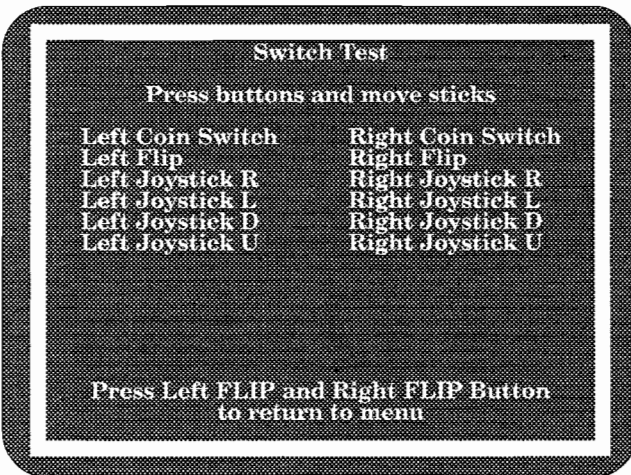 Switch Test
Press buttons and move sticks
Left Coin Switch
Left Flip
Left Joystick R
Left Joystick L
Left Joystick D
Left Joystick U
Right Coin Switch
Right Flip
Right Joystick R
Right Joystick L
Right Joystick D
Right Joystick U
Press Left FLIP and Right FLIP Button
to return to menu